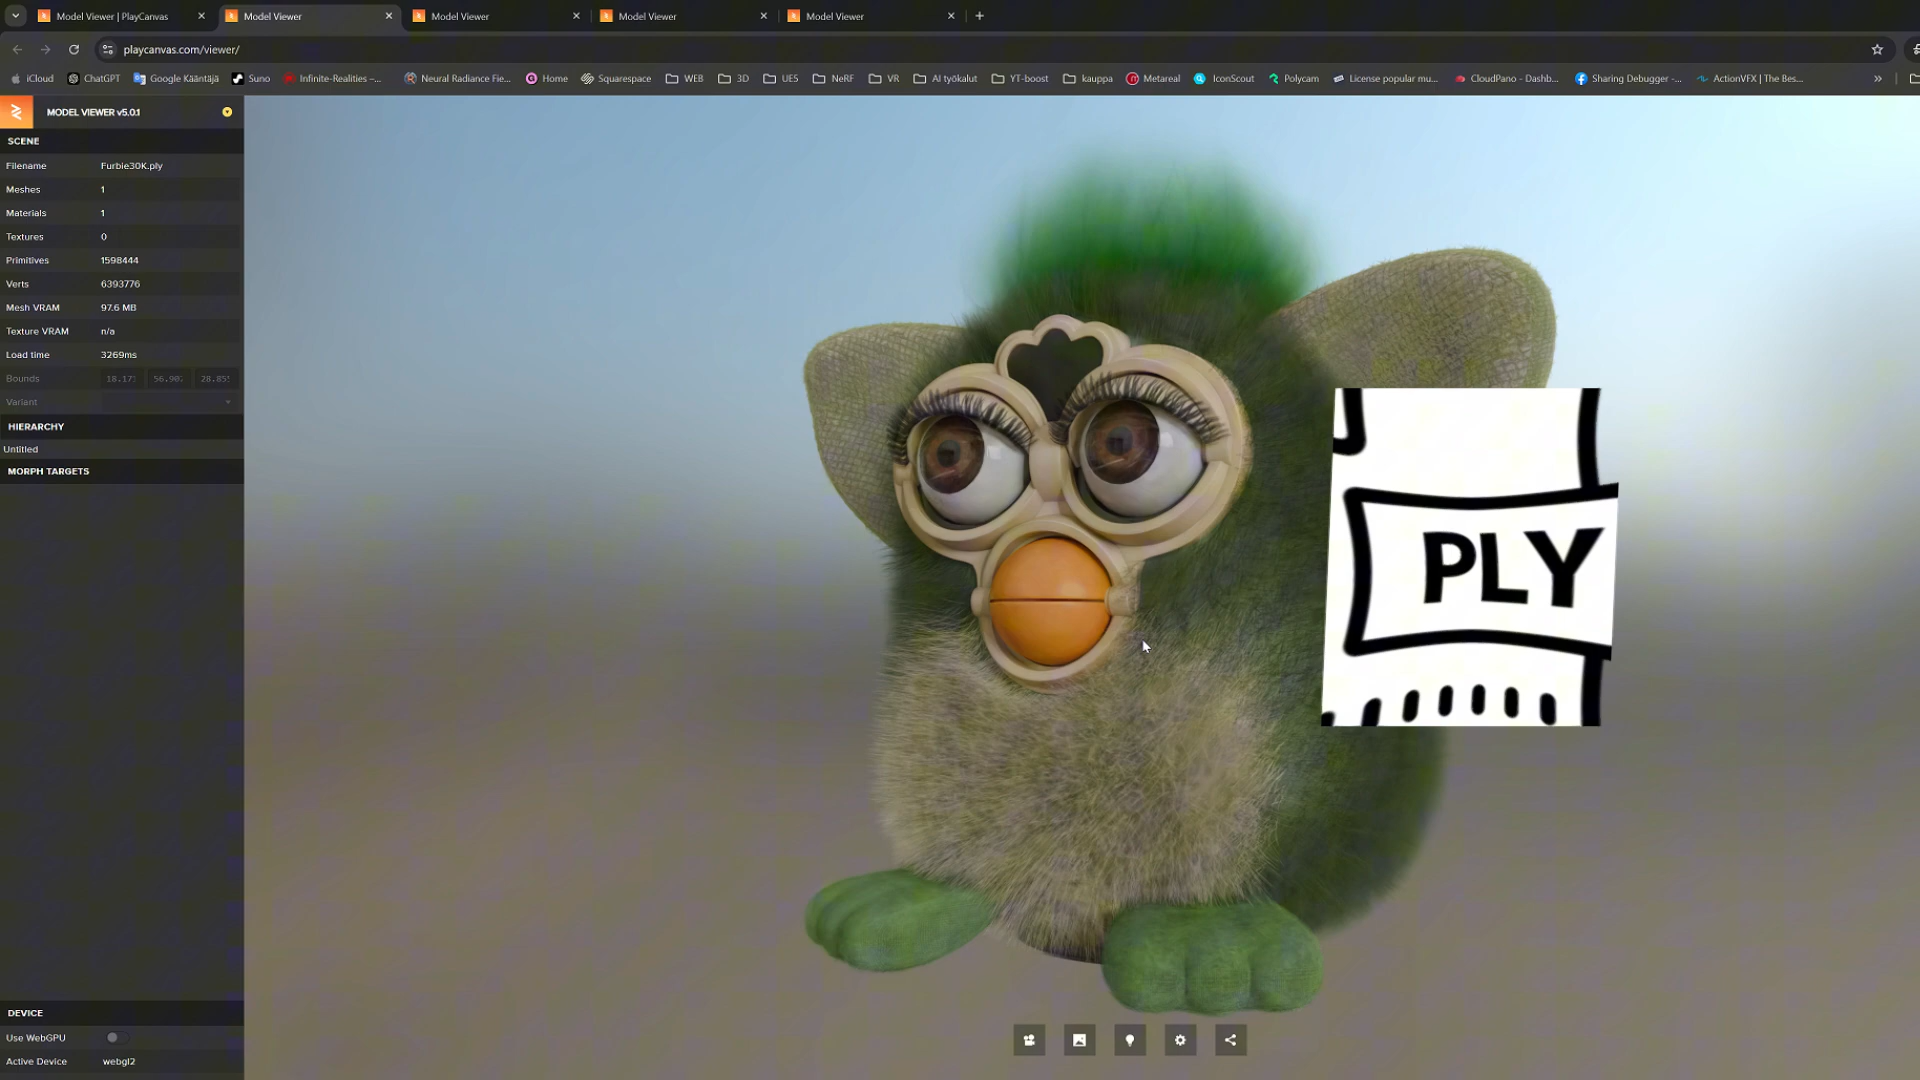 Model Viewer | PlayCanvas
Model Viewer
Model Viewer
Model Viewer
Model Viewer
playcanvas.com/viewer/
iCloud
ChatGPT
Google Kääntäjä
Suno
Infinite-Realities –...
Neural Radiance Fie...
Home
Squarespace
WEB
3D
UE5
NeRF
VR
AI työkalut
YT-boost
kauppa
Metareal
IconScout
Polycam
License popular mu...
CloudPano - Dashb...
Sharing Debugger -...
ActionVFX | The Bes...
MODEL VIEWER v5.0.1
SCENE
Filename Furbie30K.ply
Meshes 1
Materials 1
Textures 0
Primitives 1598444
Verts 6393776
Mesh VRAM 97.6 MB
Texture VRAM n/a
Load time 3269ms
Bounds
Variant
HIERARCHY
Untitled
MORPH TARGETS
PLY
DEVICE
Use WebGPU
Active Device webgl2